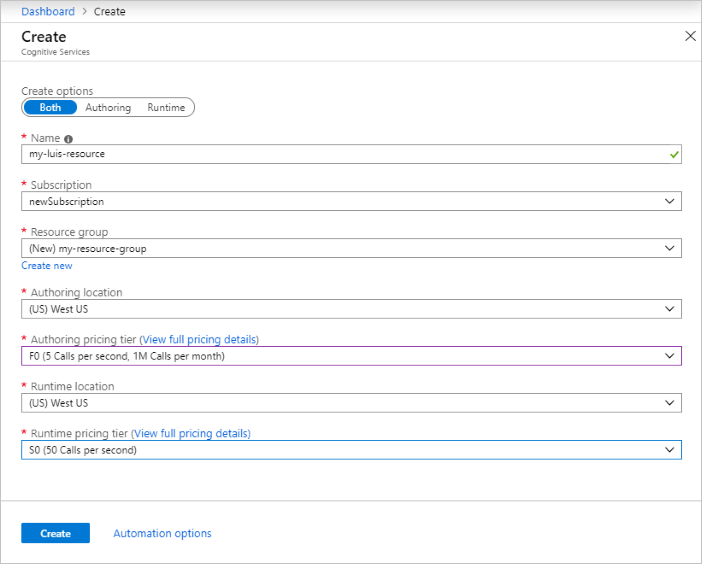 Dashboard > Create
Create
Cognitive Services
Create options
Both Authoring Runtime
* Name
my-luis-resource
* Subscription
newSubscription
* Resource group
(New) my-resource-group
Create new
* Authoring location
(US) West US
* Authoring pricing tier (View full pricing details)
F0 (5 Calls per second, 1M Calls per month)
* Runtime location
(US) West US
* Runtime pricing tier (View full pricing details)
S0 (50 Calls per second)
Create Automation options